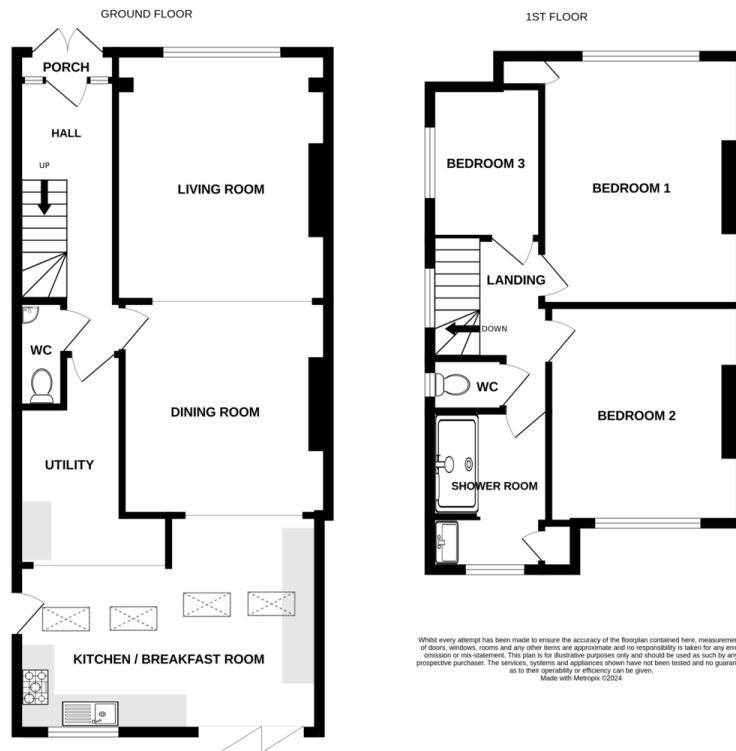 GROUND FLOOR
PORCH
HALL
UP
LIVING ROOM
WC
DINING ROOM
UTILITY
KITCHEN / BREAKFAST ROOM
1ST FLOOR
BEDROOM 3
BEDROOM 1
LANDING
DOWN
WC
BEDROOM 2
SHOWER ROOM
Whilst every attempt has been made to ensure the accuracy of the floorplan contained here, measuremen
of doors, windows, rooms and any other items are approximate and no responsibility is taken for any erro
omission or mis-statement. This plan is for illustrative purposes only and should be used as such by any
prospective purchaser. The services, systems and appliances shown have not been tested and no guaran
as to their operability or efficiency can be given.
Made with Metropix ©2024